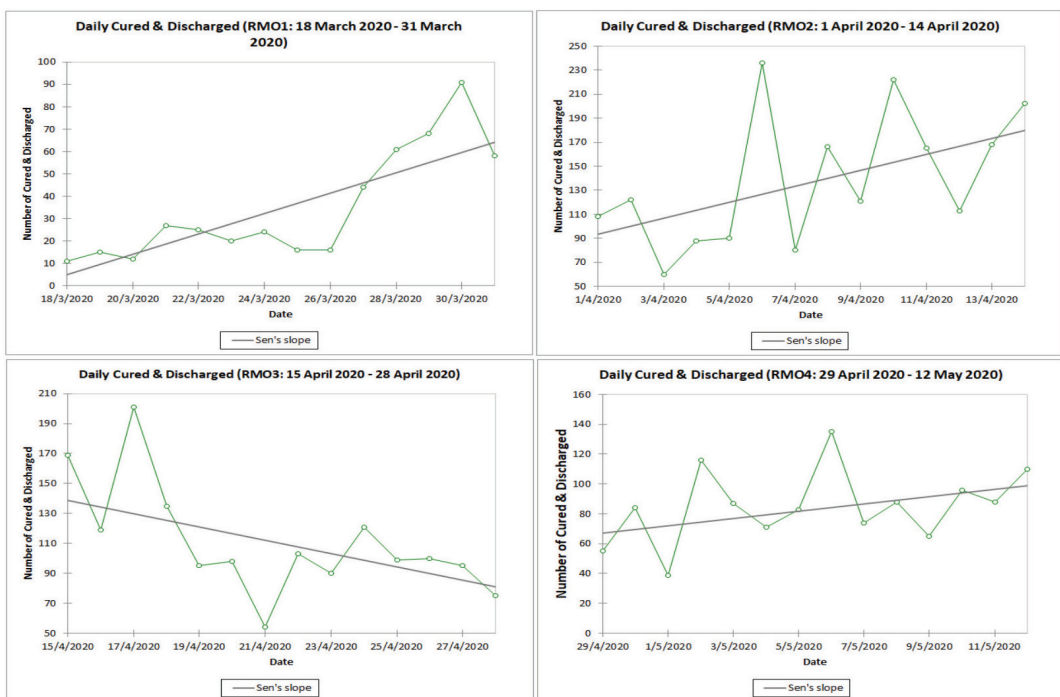 Daily Cured & Discharged (RMO1: 18 March 2020 - 31 March
2020)
Number of Cured & Discharged
100
90
80
70
60
50
40
30
20
10
0
18/3/2020 20/3/2020 22/3/2020 24/3/2020 26/3/2020 28/3/2020 30/3/2020
Date
Sen's slope
Daily Cured & Discharged (RMO2: 1 April 2020 - 14 April 2020)
Number of Cured & Discharged
250
230
210
190
170
150
130
110
90
70
50
1/4/2020 3/4/2020 5/4/2020 7/4/2020 9/4/2020 11/4/2020 13/4/2020
Date
Sen's slope
Daily Cured & Discharged (RMO3: 15 April 2020 - 28 April 2020)
Number of Cured & Discharged
210
190
170
150
130
110
90
70
50
15/4/2020 17/4/2020 19/4/2020 21/4/2020 23/4/2020 25/4/2020 27/4/2020
Date
Sen's slope
Daily Cured & Discharged (RMO4: 29 April 2020 - 12 May 2020)
Number of Cured & Discharged
160
140
120
100
80
60
40
20
0
29/4/2020 1/5/2020 3/5/2020 5/5/2020 7/5/2020 9/5/2020 11/5/2020
Date
Sen's slope